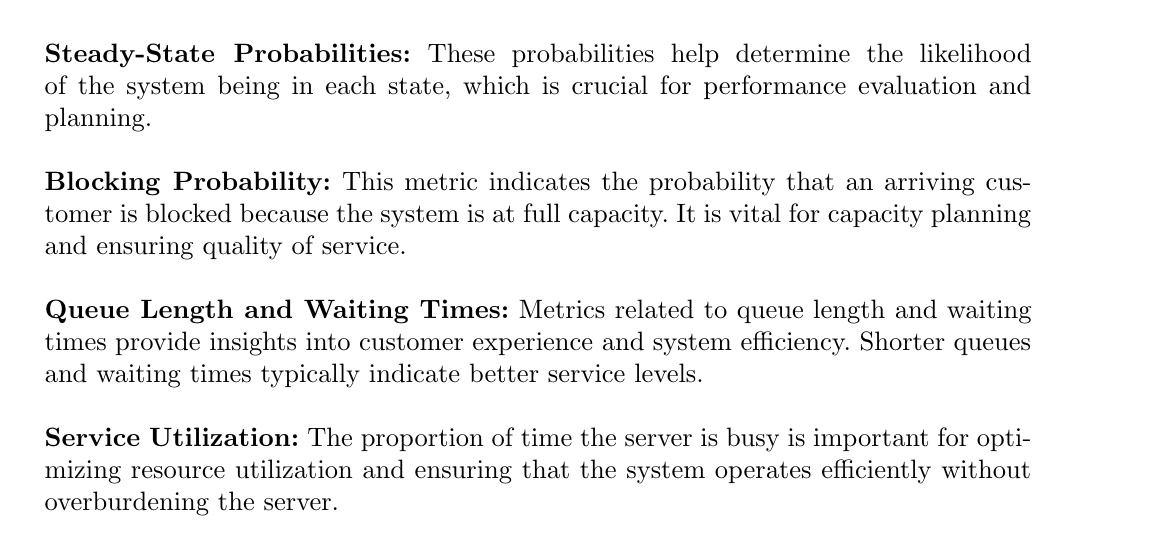 Steady-State Probabilities: These probabilities help determine the likelihood
of the system being in each state, which is crucial for performance evaluation and
planning.
Blocking Probability: This metric indicates the probability that an arriving cus-
tomer is blocked because the system is at full capacity. It is vital for capacity planning
and ensuring quality of service.
Queue Length and Waiting Times: Metrics related to queue length and waiting
times provide insights into customer experience and system efficiency. Shorter queues
and waiting times typically indicate better service levels.
Service Utilization: The proportion of time the server is busy is important for opti-
mizing resource utilization and ensuring that the system operates efficiently without
overburdening the server.